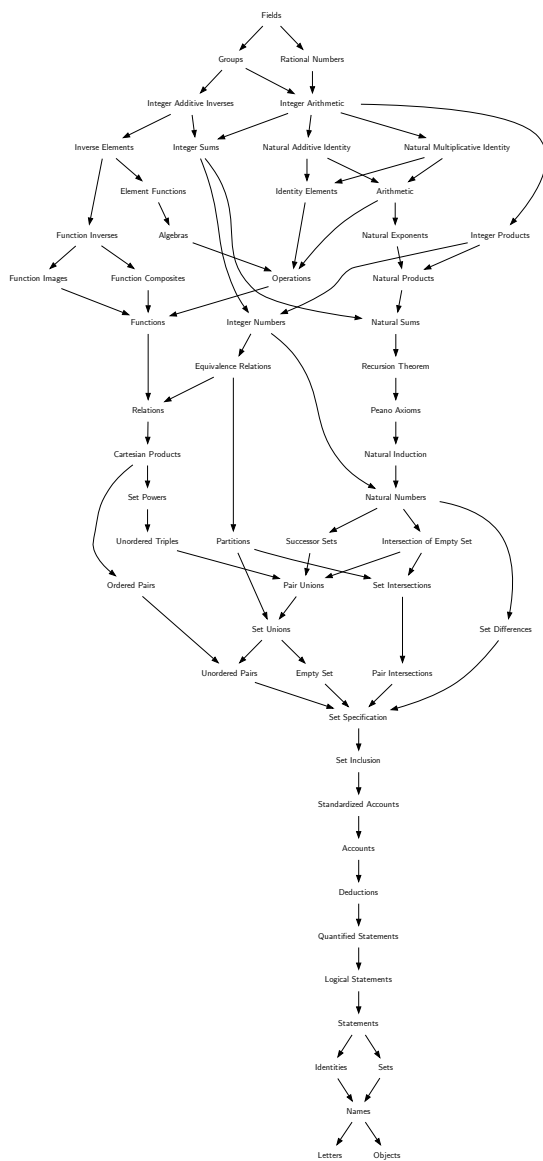 Fields
Groups
Rational Numbers
Integer Additive Inverses
Integer Arithmetic
Inverse Elements
Integer Sums
Natural Additive Identity
Natural Multiplicative Identity
Element Functions
Identity Elements
Arithmetic
Function Inverses
Algebras
Natural Exponents
Integer Products
Function Images
Function Composites
Operations
Natural Products
Functions
Integer Numbers
Natural Sums
Equivalence Relations
Recursion Theorem
Relations
Peano Axioms
Cartesian Products
Natural Induction
Set Powers
Natural Numbers
Unordered Triples
Partitions
Successor Sets
Intersection of Empty Set
Ordered Pairs
Pair Unions
Set Intersections
Set Unions
Set Differences
Unordered Pairs
Empty Set
Pair Intersections
Set Specification
Set Inclusion
Standardized Accounts
Accounts
Deductions
Quantified Statements
Logical Statements
Statements
Identities
Sets
Names
Letters
Objects